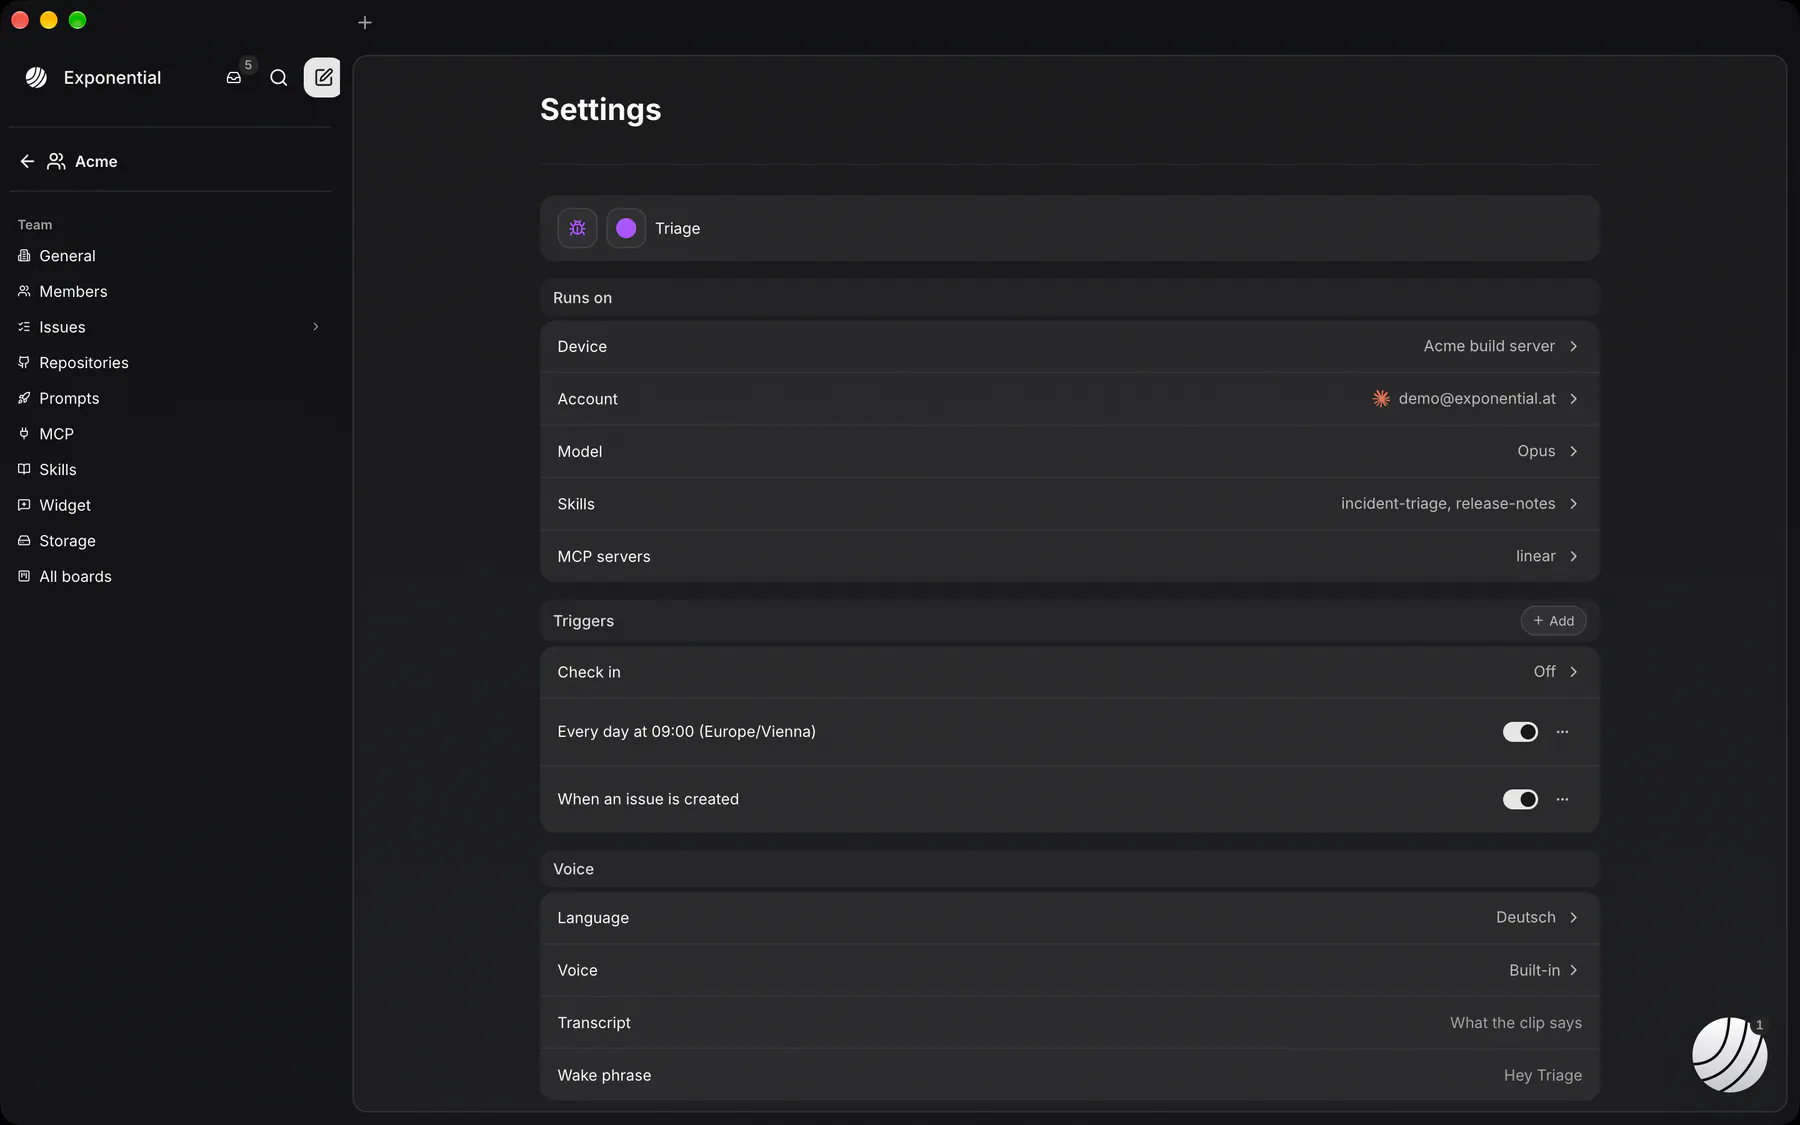 Exponential
5
Acme
Team
General
Members
Issues
Repositories
Prompts
MCP
Skills
Widget
Storage
All boards
Settings
Triage
Runs on
Device Acme build server
Account demo@exponential.at
Model Opus
Skills incident-triage, release-notes
MCP servers linear
Triggers + Add
Check in Off
Every day at 09:00 (Europe/Vienna)
When an issue is created
Voice
Language Deutsch
Voice Built-in
Transcript What the clip says
Wake phrase Hey Triage
1